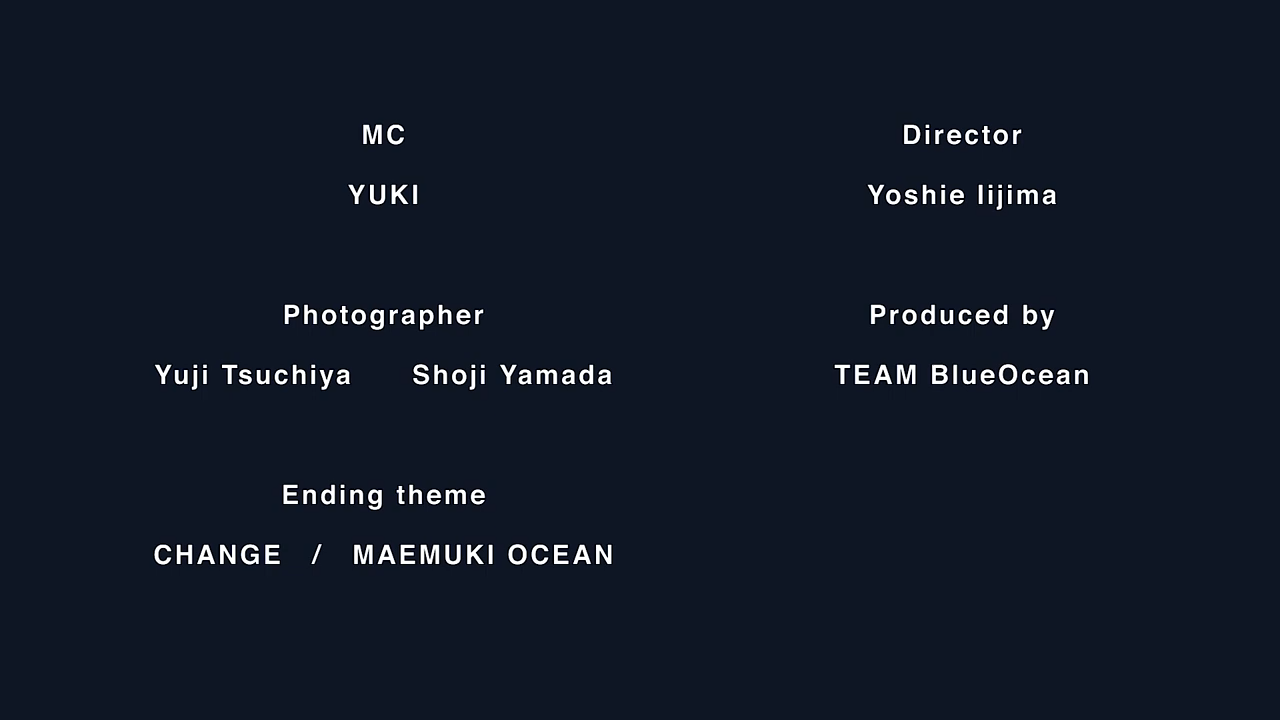 MC
YUKI
Photographer
Yuji Tsuchiya Shoji Yamada
Ending theme
CHANGE / MAEMUKI OCEAN
Director
Yoshie Iijima
Produced by
TEAM BlueOcean